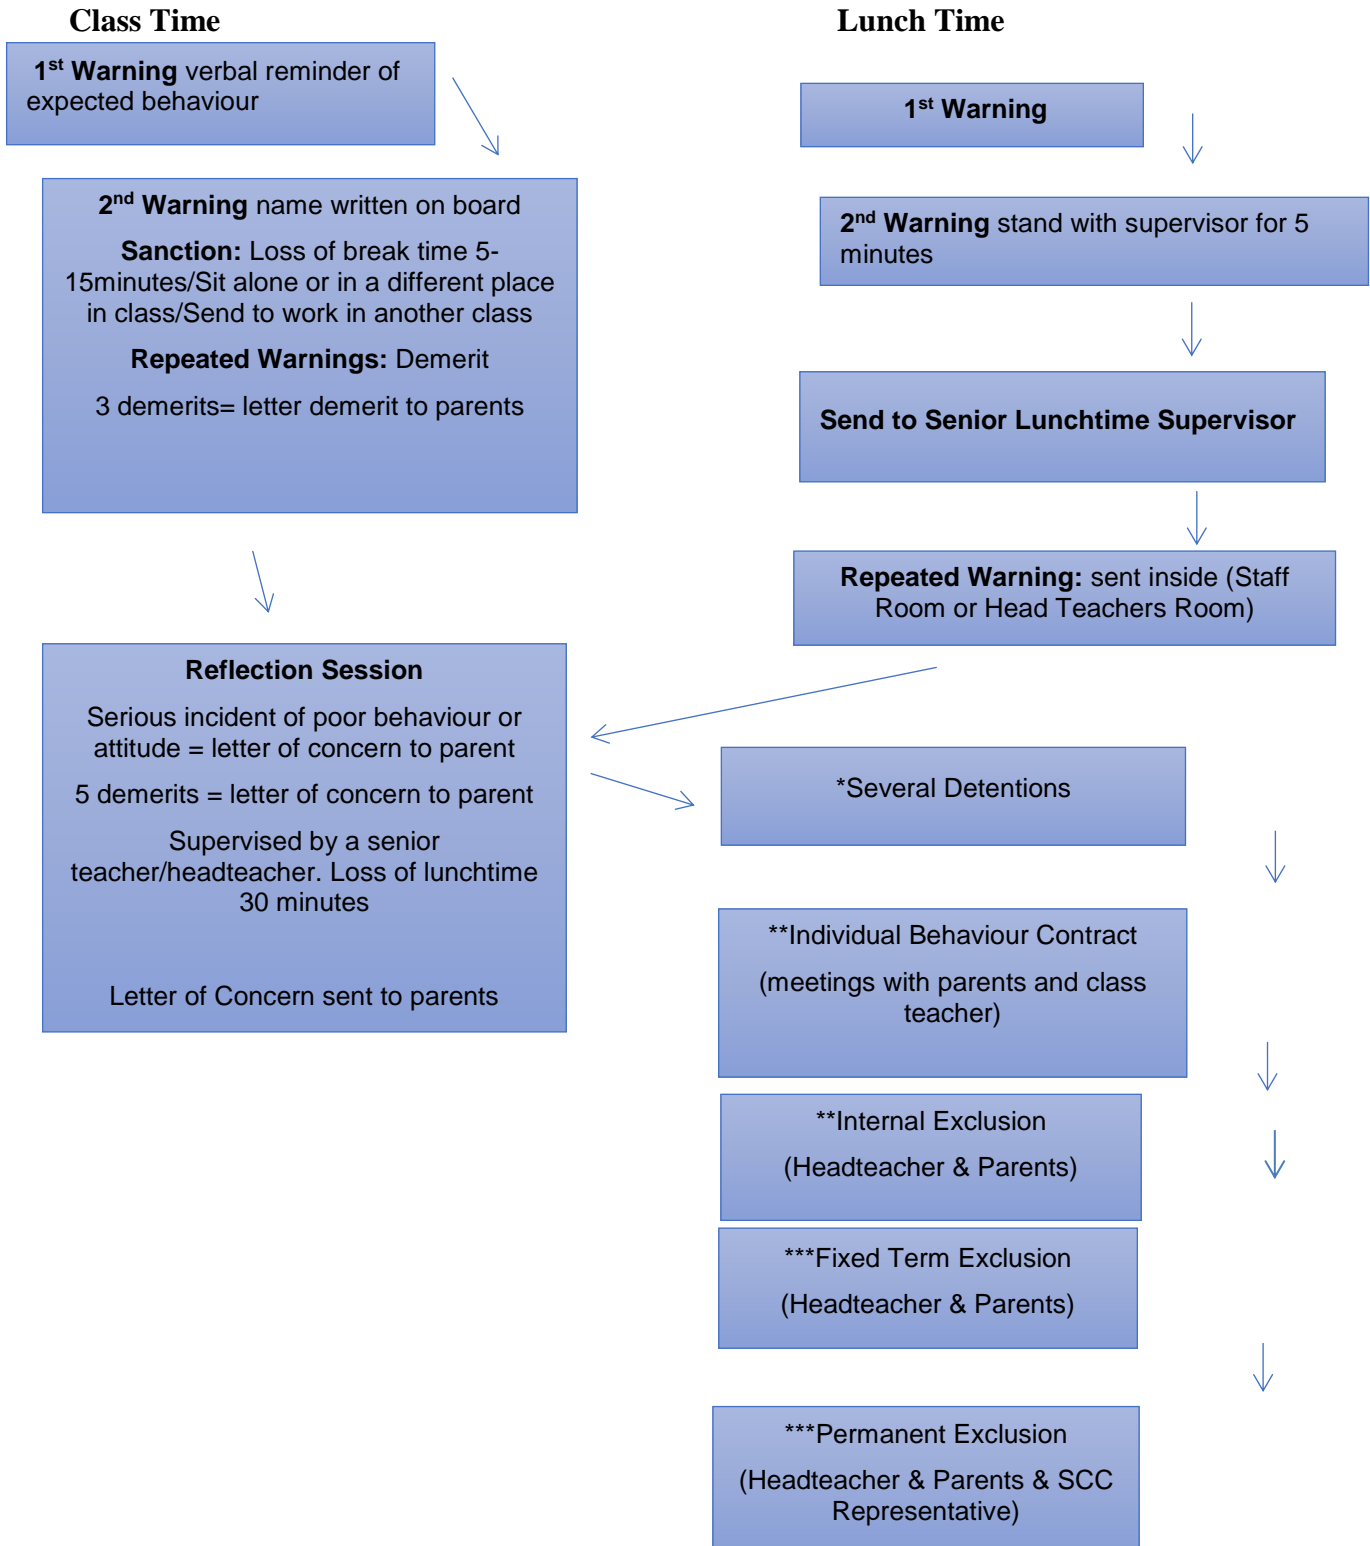 Class Time
1st Warning verbal reminder of
expected behaviour
2nd Warning name written on board
Sanction: Loss of break time 5-
15minutes/Sit alone or in a different place
in class/Send to work in another class
Repeated Warnings: Demerit
3 demerits= letter demerit to parents
Reflection Session
Serious incident of poor behaviour or
attitude = letter of concern to parent
5 demerits = letter of concern to parent
Supervised by a senior
teacher/headteacher. Loss of lunchtime
30 minutes
Letter of Concern sent to parents
Lunch Time
1st Warning
2nd Warning stand with supervisor for 5
minutes
Send to Senior Lunchtime Supervisor
Repeated Warning: sent inside (Staff
Room or Head Teachers Room)
*Several Detentions
**Individual Behaviour Contract
(meetings with parents and class
teacher)
**Internal Exclusion
(Headteacher & Parents)
***Fixed Term Exclusion
(Headteacher & Parents)
***Permanent Exclusion
(Headteacher & Parents & SCC
Representative)